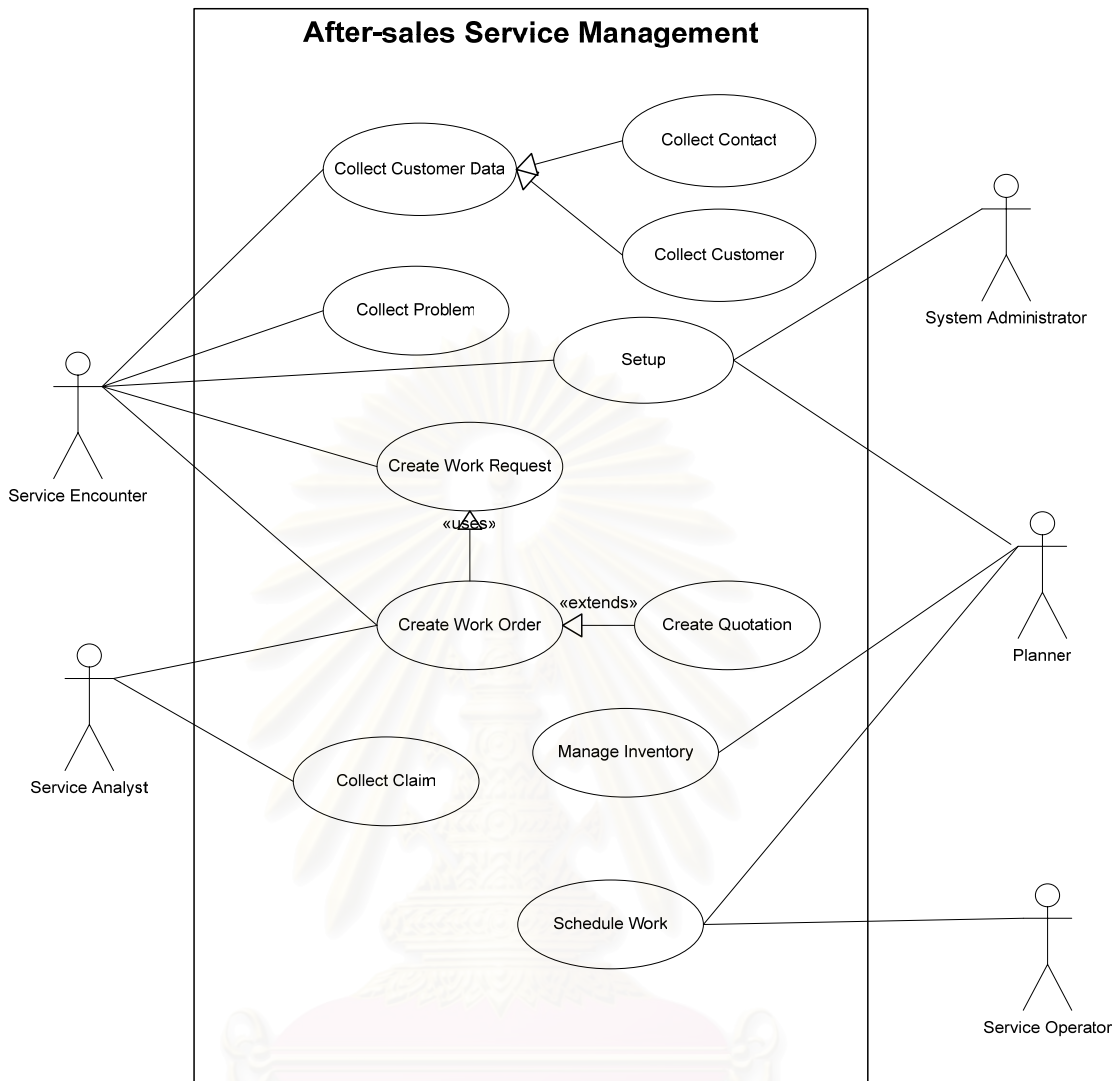 After-sales Service Management
Collect Contact
Collect Customer Data
Collect Customer
System Administrator
Collect Problem
Setup
Service Encounter
Create Work Request
«uses»
«extends»
Create Work Order
Create Quotation
Planner
Service Analyst
Manage Inventory
Collect Claim
Schedule Work
Service Operator